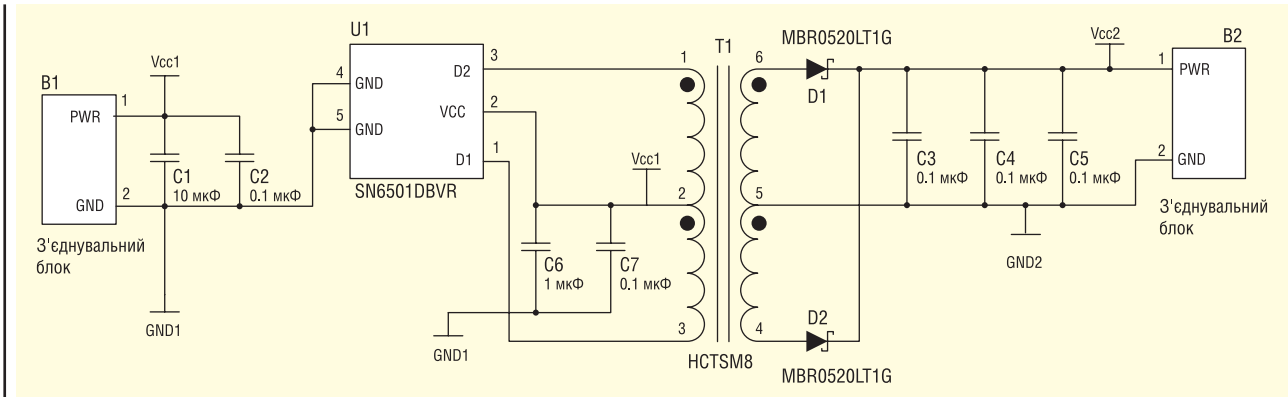 B1
Vcc1
1
PWR
C1
10 мкФ
C2
0.1 мкФ
GND
2
З'єднувальний
блок
GND1
U1
4
GND
5
GND
D2
3
VCC
2
D1
1
SN6501DBVR
Vcc1
C6
1 мкФ
C7
0.1 мкФ
GND1
T1
1
2
3
6
5
4
HCTSM8
MBR0520LT1G
D1
D2
MBR0520LT1G
C3
0.1 мкФ
C4
0.1 мкФ
C5
0.1 мкФ
Vcc2
GND2
B2
1
PWR
2
GND
З'єднувальний
блок